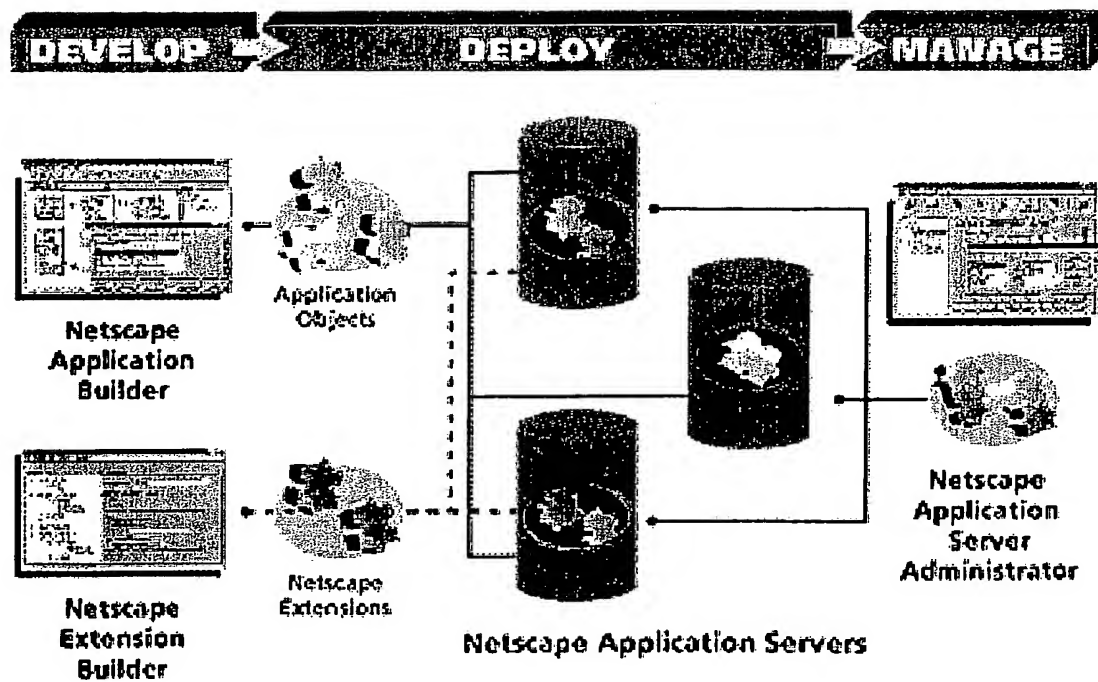 DEVELOP
DEPLOY
MANAGE
Netscape
Application
Builder
Application
Objects
Netscape
Extension
Builder
Netscape
Extensions
Netscape Application Servers
Netscape
Application
Server
Administrator